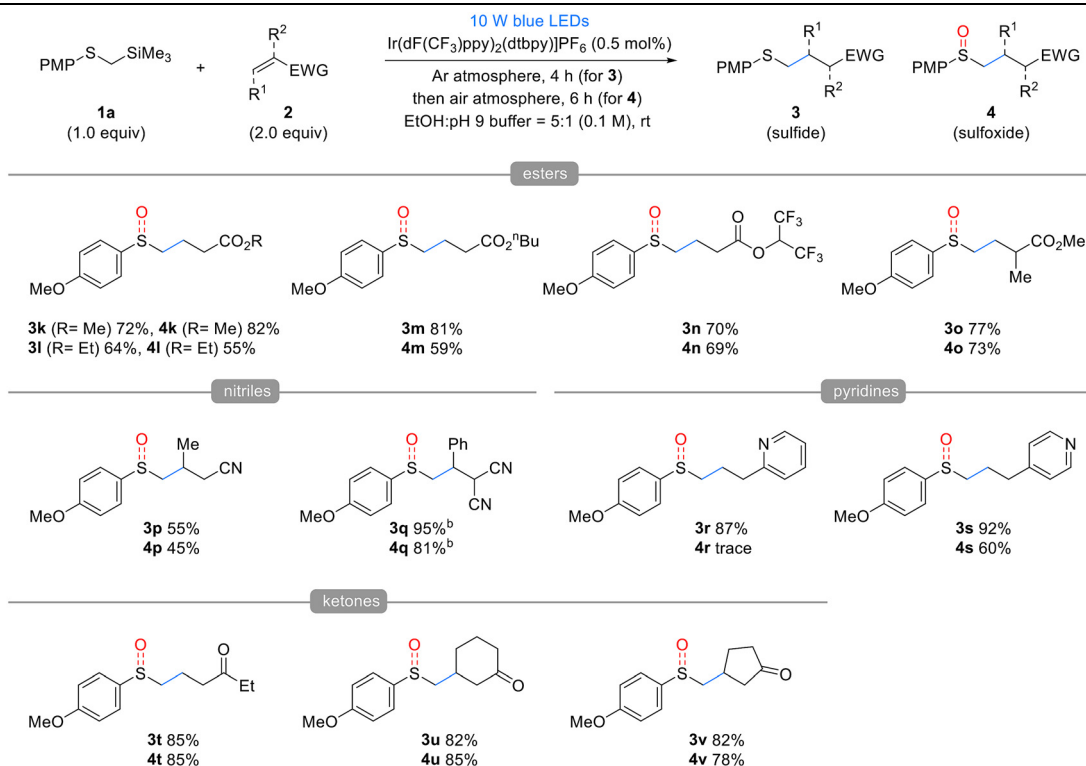 10 W blue LEDs
Ir(dF(CF3)ppy)2(dtbpy)]PF6 (0.5 mol%)
Ar atmosphere, 4 h (for 3)
then air atmosphere, 6 h (for 4)
EtOH:pH 9 buffer = 5:1 (0.1 M), rt
PMP S SiMe3
1a
(1.0 equiv)
+
R2
EWG
R1
2
(2.0 equiv)
R1
PMP S EWG
R2
3
(sulfide)
O R1
PMP S EWG
R2
4
(sulfoxide)
esters
O
S CO2R
MeO
3k (R= Me) 72%, 4k (R= Me) 82%
3l (R= Et) 64%, 4l (R= Et) 55%
O
S CO2nBu
MeO
3m 81%
4m 59%
O O CF3
S O CF3
MeO
3n 70%
4n 69%
O
S CO2Me
Me
MeO
3o 77%
4o 73%
nitriles
O Me
S CN
MeO
3p 55%
4p 45%
O Ph
S CN
CN
MeO
3q 95%b
4q 81%b
pyridines
O N
S
MeO
3r 87%
4r trace
O N
S
MeO
3s 92%
4s 60%
ketones
O O
S Et
MeO
3t 85%
4t 85%
O
S O
MeO
3u 82%
4u 85%
O
S O
MeO
3v 82%
4v 78%